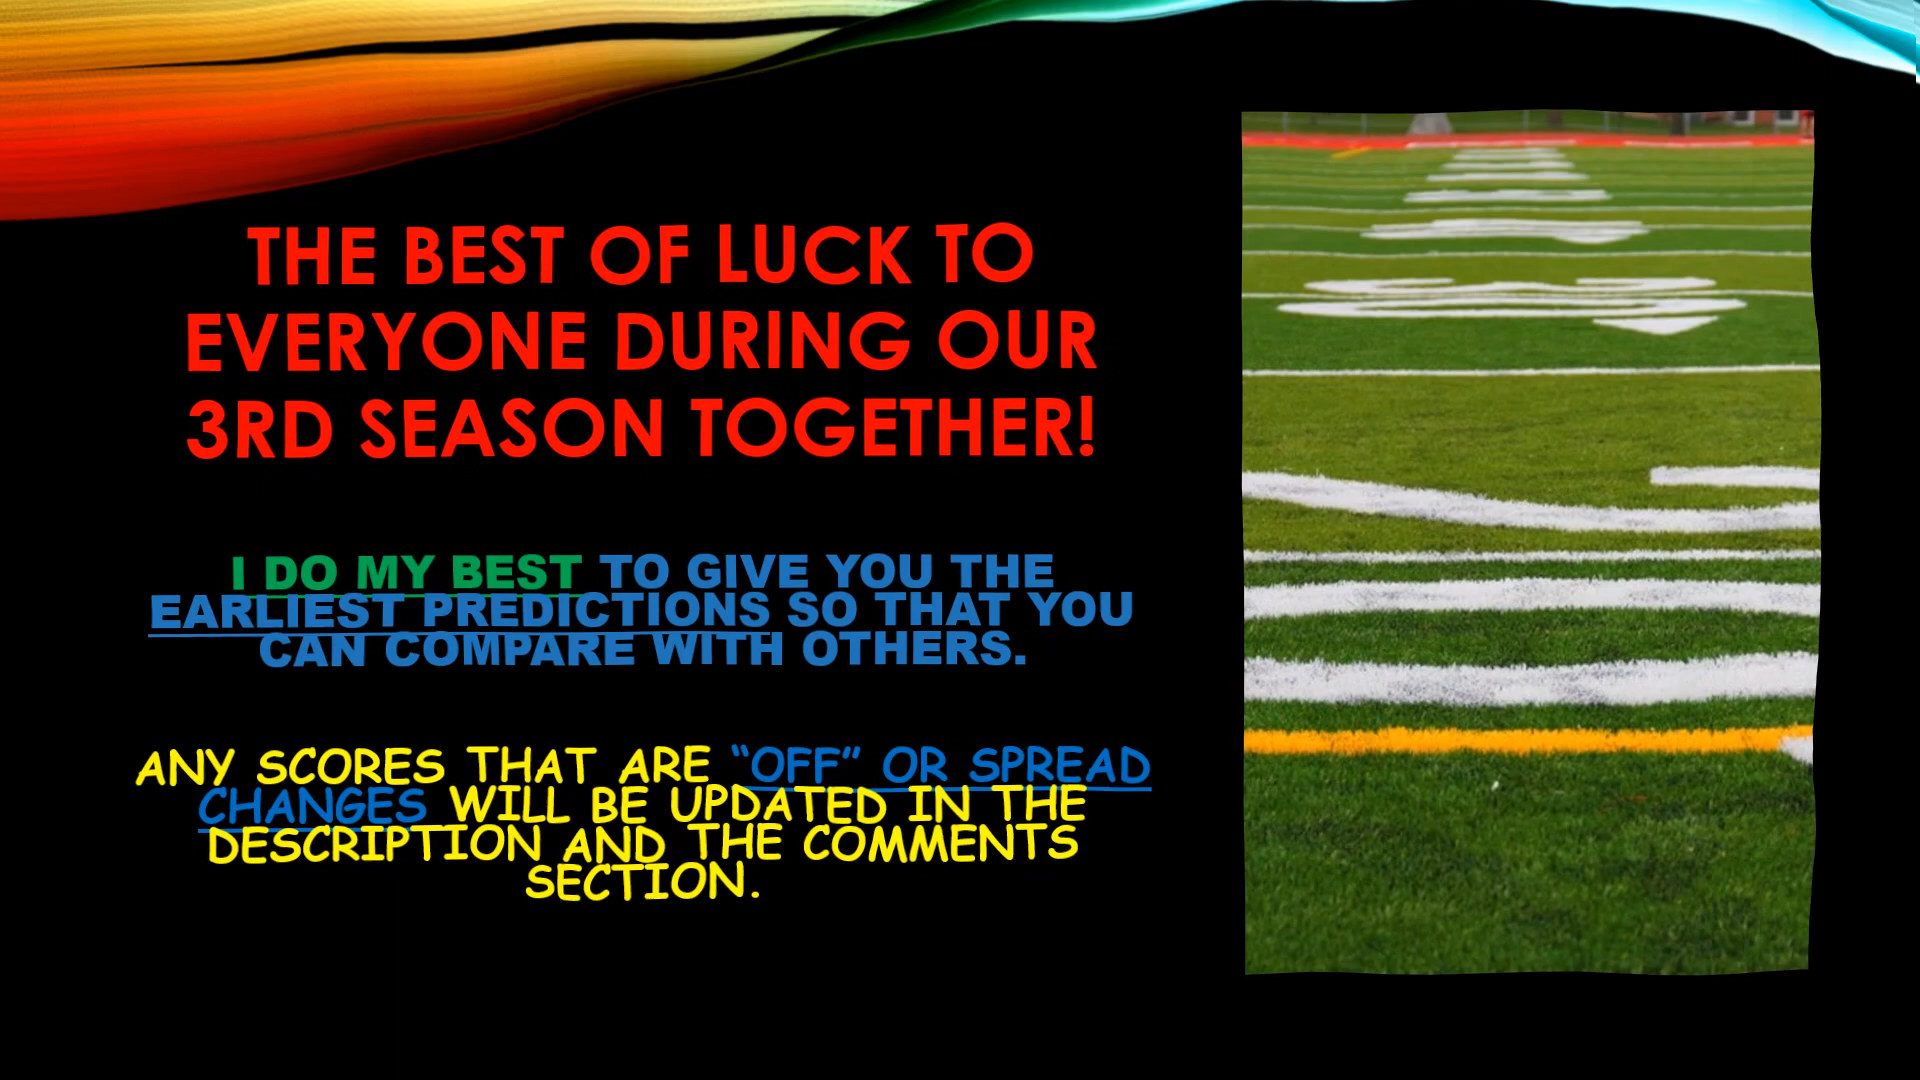 THE BEST OF LUCK TO
EVERYONE DURING OUR
3RD SEASON TOGETHER!
I DO MY BEST TO GIVE YOU THE
EARLIEST PREDICTIONS SO THAT YOU
CAN COMPARE WITH OTHERS.
ANY SCORES THAT ARE “OFF” OR SPREAD
CHANGES WILL BE UPDATED IN THE
DESCRIPTION AND THE COMMENTS
SECTION.